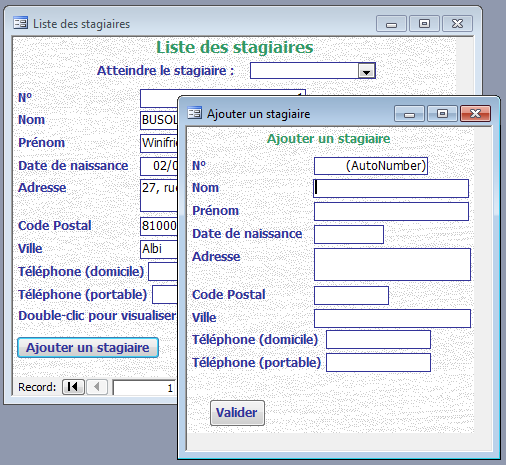 Liste des stagiaires
Liste des stagiaires
Atteindre le stagiaire :
N°
Nom BUSOL
Prénom Winifri
Date de naissance 02/0
Adresse 27, rue
Code Postal 81000
Ville Albi
Téléphone (domicile)
Téléphone (portable)
Double-clic pour visualiser
Ajouter un stagiaire
Record: 1
Ajouter un stagiaire
Ajouter un stagiaire
N° (AutoNumber)
Nom
Prénom
Date de naissance
Adresse
Code Postal
Ville
Téléphone (domicile)
Téléphone (portable)
Valider